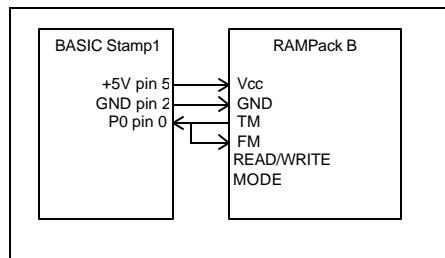 BASIC Stamp1
+5V pin 5
GND pin 2
P0 pin 0
RAMPack B
Vcc
GND
TM
FM
READ/WRITE
MODE